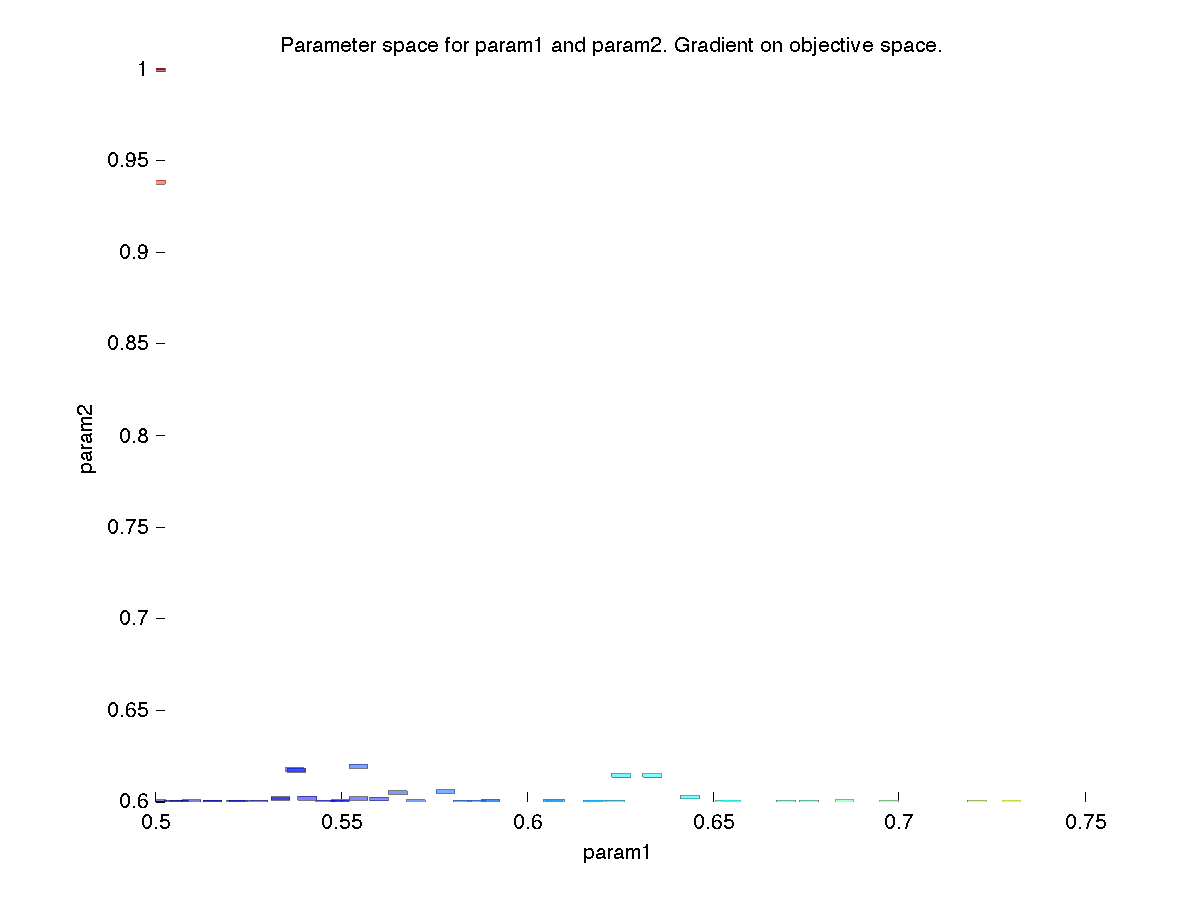 Parameter space for param1 and param2. Gradient on objective space.
1
0.95
0.9
0.85
0.8
0.75
0.7
0.65
0.6
param2
0.5 0.55 0.6 0.65 0.7 0.75
param1